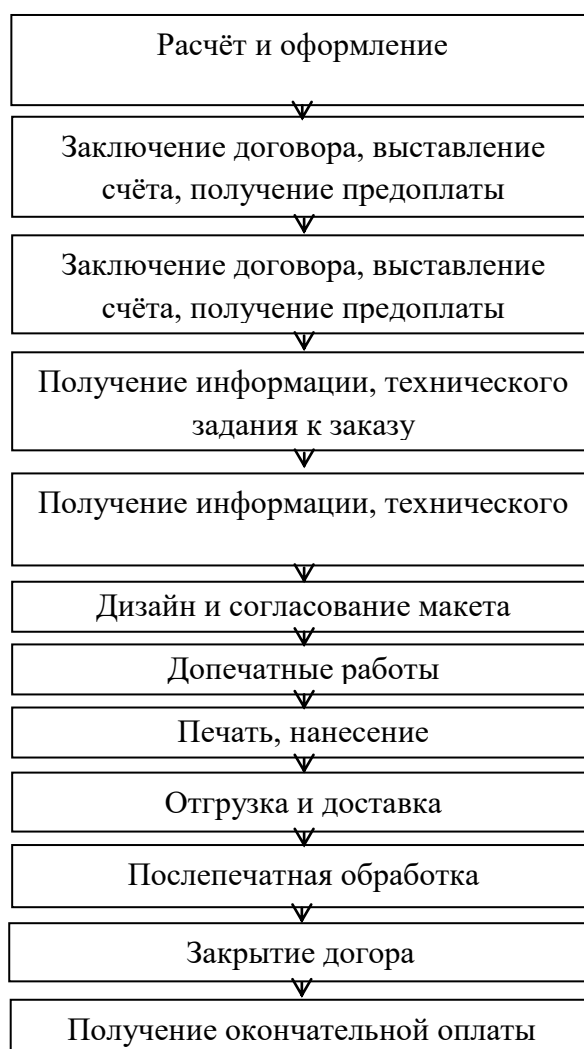 Расчёт и оформление
Заключение договора, выставление
счёта, получение предоплаты
Заключение договора, выставление
счёта, получение предоплаты
Получение информации, технического
задания к заказу
Получение информации, технического
Дизайн и согласование макета
Допечатные работы
Печать, нанесение
Отгрузка и доставка
Послепечатная обработка
Закрытие догора
Получение окончательной оплаты